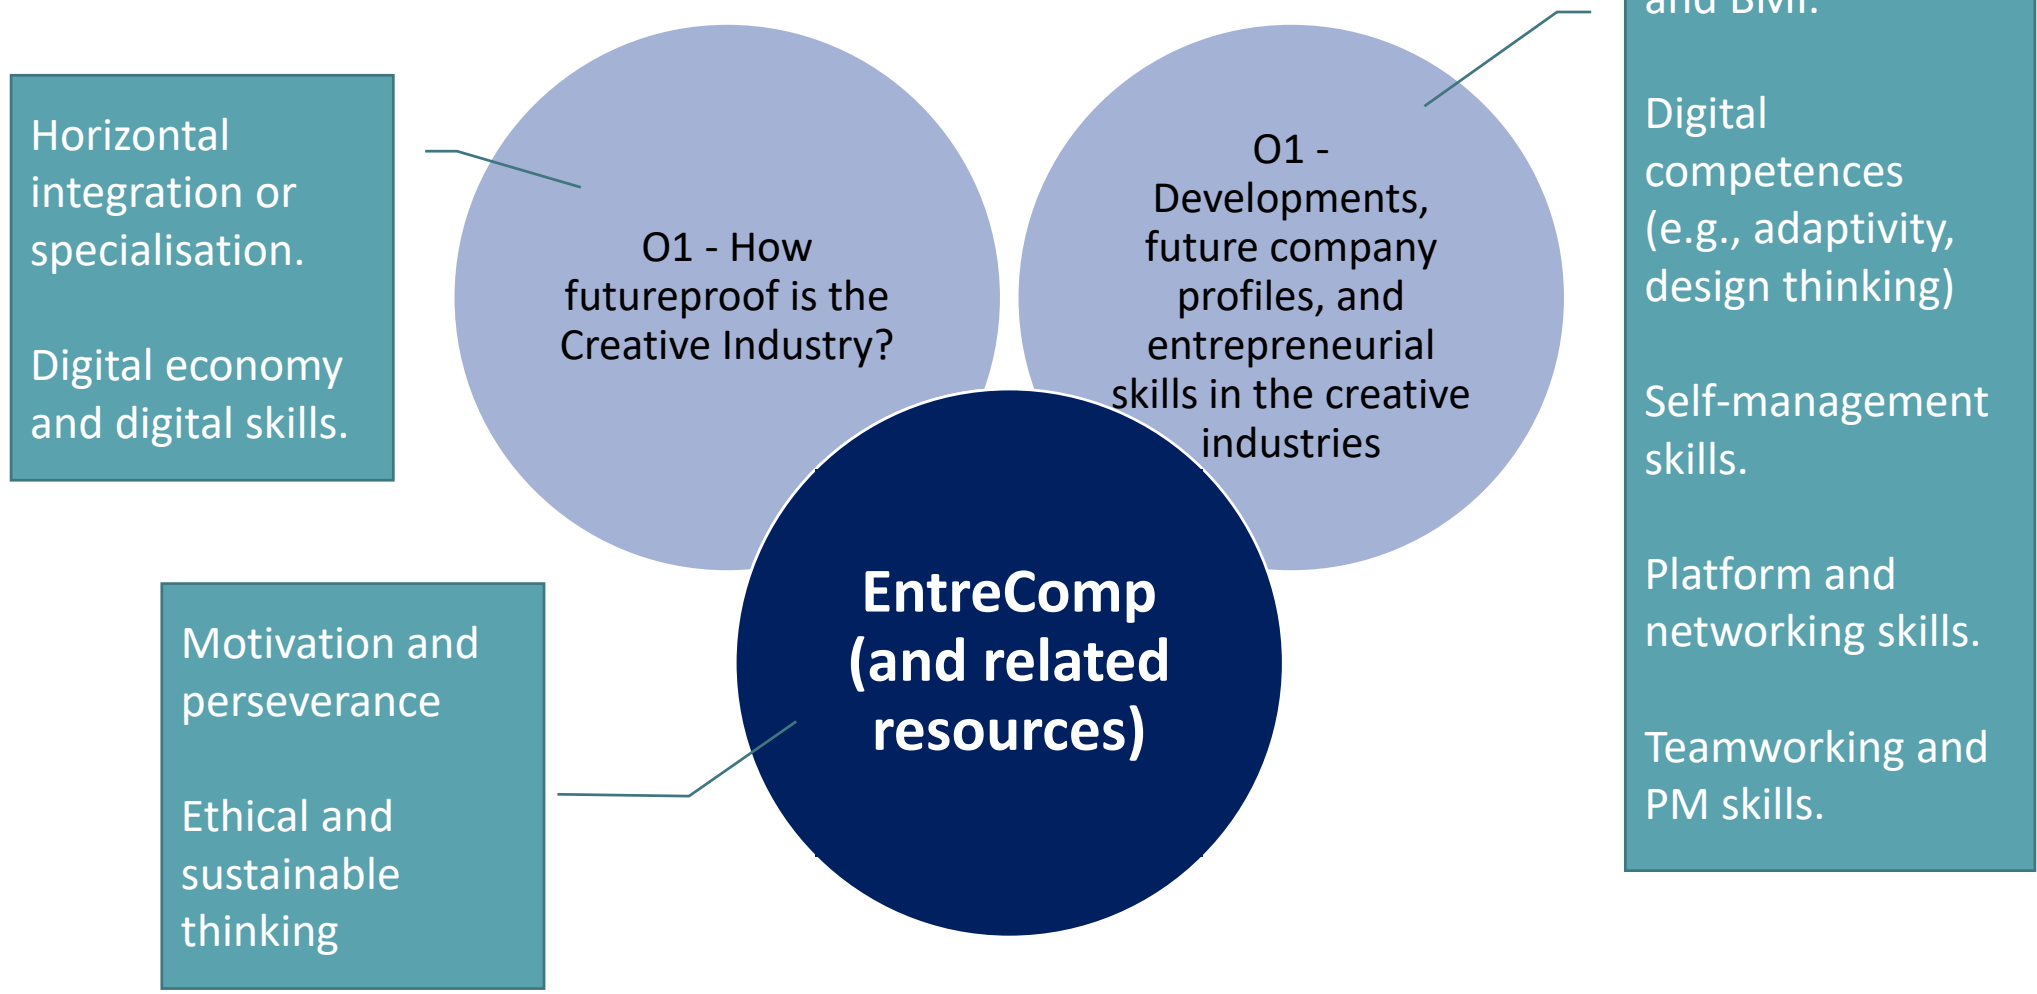 Horizontal
integration or
specialisation.
Digital economy
and digital skills.
O1 - How
futureproof is the
Creative Industry?
O1 -
Developments,
future company
profiles, and
entrepreneurial
skills in the creative
industries
Digital
competences
(e.g., adaptivity,
design thinking)
Self-management
skills.
Platform and
networking skills.
Teamworking and
PM skills.
EntreComp
(and related
resources)
Motivation and
perseverance
Ethical and
sustainable
thinking